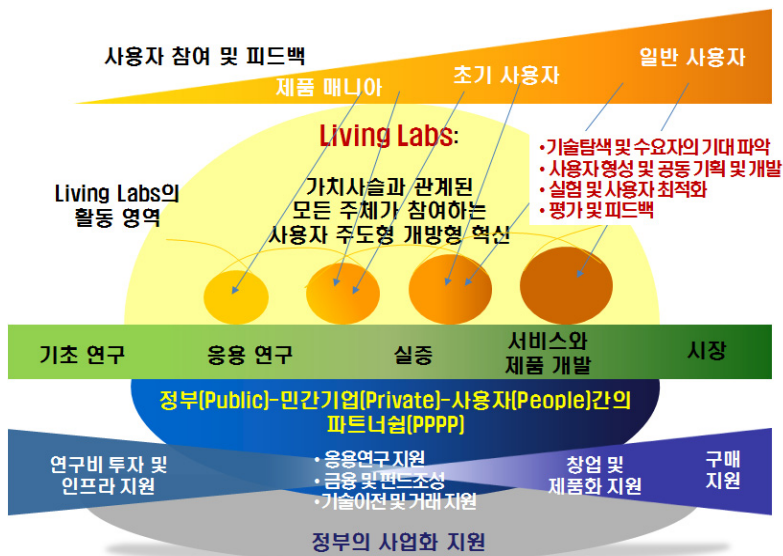 사용자 참여 및 피드백
제품 매니아
초기 사용자
일반 사용자
Living Labs:
가치사슬과 관계된
모든 주체가 참여하는
사용자 주도형 개방형 혁신
•기술탐색 및 수요자의 기대 파악
•사용자 형성 및 공동 기획 및 개발
•실험 및 사용자 최적화
•평가 및 피드백
Living Labs의
활동 영역
기초 연구
응용 연구
실증
서비스와
제품 개발
시장
정부(Public)-민간기업(Private)-사용자(People)간의
파트너쉽(PPPP)
연구비 투자 및
인프라 지원
•응용연구 지원
•금융 및 펀드조성
•기술이전 및 거래 지원
창업 및
제품화 지원
구매
지원
정부의 사업화 지원